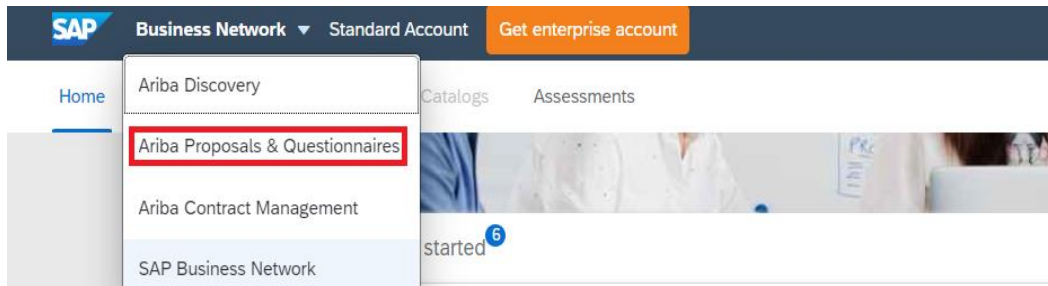 SAP Business Network ▼ Standard Account Get enterprise account
Home Ariba Discovery Catalogs Assessments
Ariba Proposals & Questionnaires
Ariba Contract Management
started 6
SAP Business Network